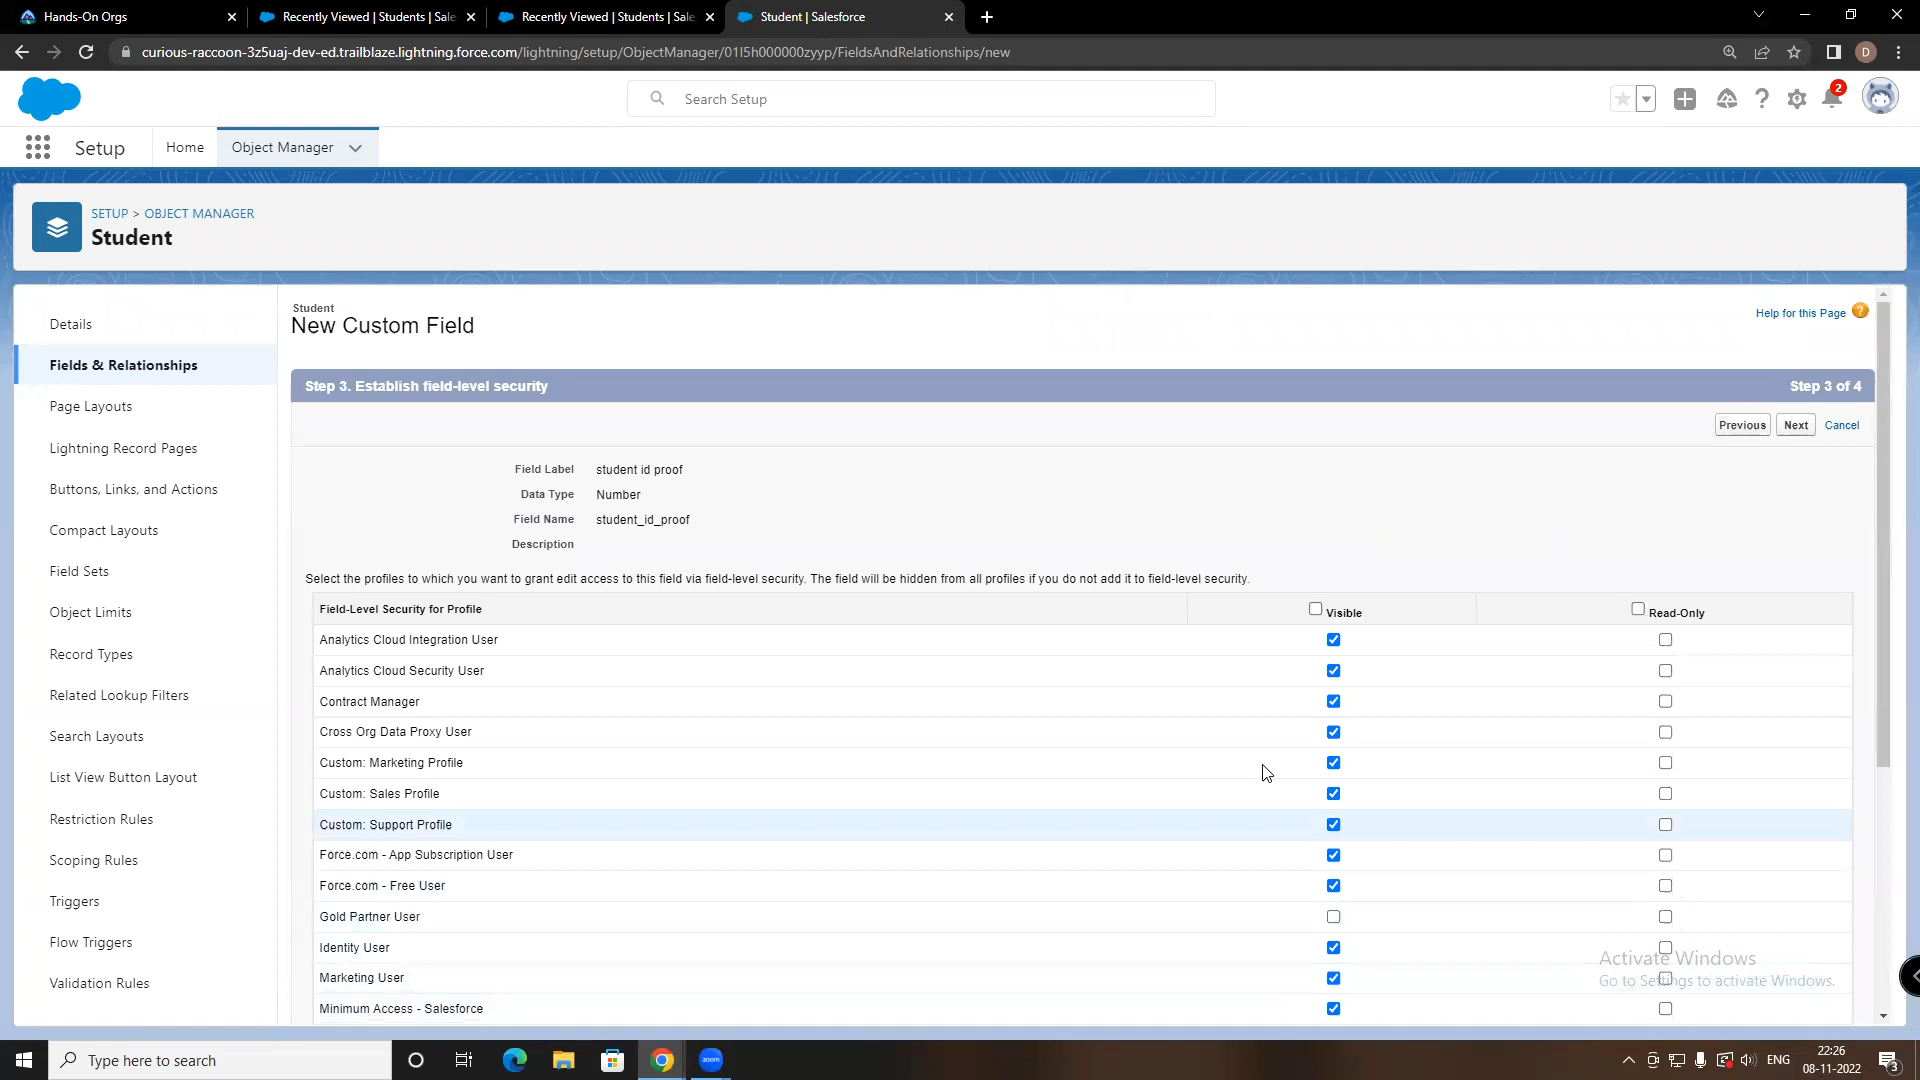 Hands-On Orgs
Recently Viewed | Students | Sale
Recently Viewed | Students | Sale
Student | Salesforce
curious-raccoon-3z5uaj-dev-ed.trailblaze.lightning.force.com/lightning/setup/ObjectManager/01I5h000000zyyp/FieldsAndRelationships/new
D
Search Setup
2
Setup
Home
Object Manager
SETUP > OBJECT MANAGER
Student
Details
Fields & Relationships
Page Layouts
Lightning Record Pages
Buttons, Links, and Actions
Compact Layouts
Field Sets
Object Limits
Record Types
Related Lookup Filters
Search Layouts
List View Button Layout
Restriction Rules
Scoping Rules
Triggers
Flow Triggers
Validation Rules
Student
New Custom Field
Help for this Page ?
Step 3. Establish field-level security Step 3 of 4
Previous Next Cancel
Field Label student id proof
Data Type Number
Field Name student_id_proof
Description
Select the profiles to which you want to grant edit access to this field via field-level security. The field will be hidden from all profiles if you do not add it to field-level security.
Field-Level Security for Profile Visible Read-Only
Analytics Cloud Integration User
Analytics Cloud Security User
Contract Manager
Cross Org Data Proxy User
Custom: Marketing Profile
Custom: Sales Profile
Custom: Support Profile
Force.com - App Subscription User
Force.com - Free User
Gold Partner User
Identity User
Marketing User
Minimum Access - Salesforce
Activate Windows
Go to Settings to activate Windows.
Type here to search
zoom
ENG
22:26
08-11-2022
3